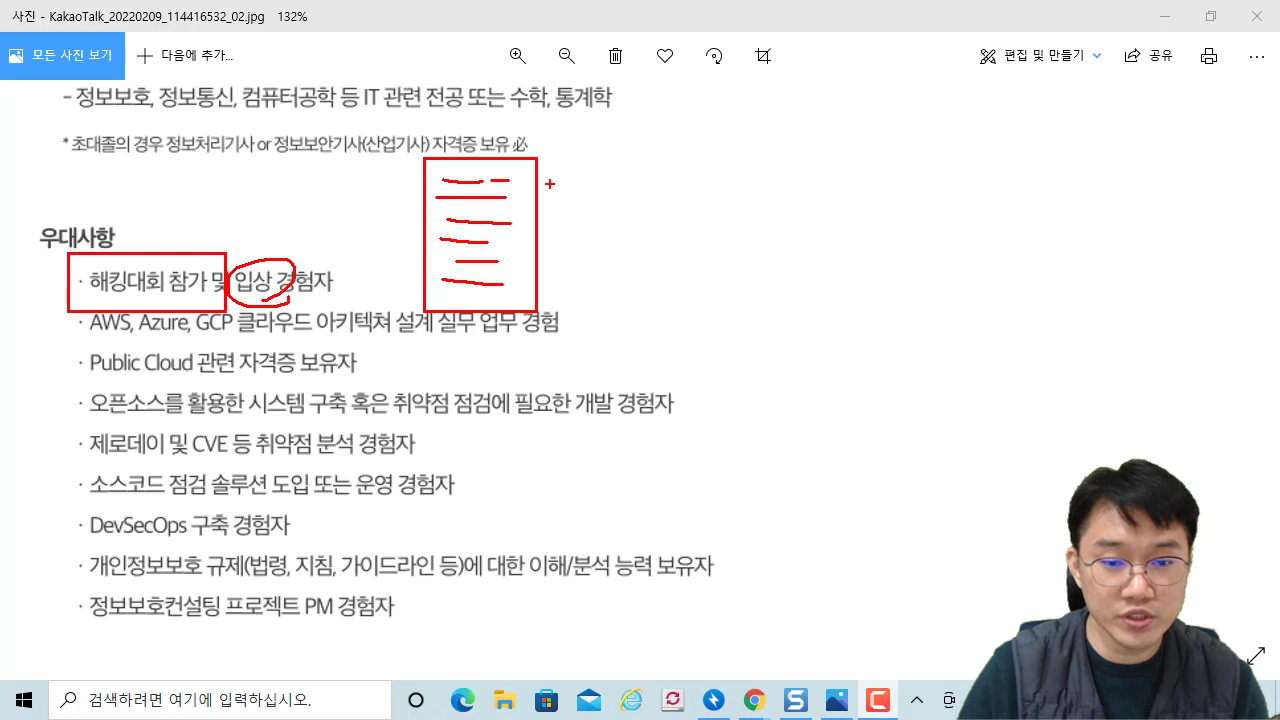 사진 - KakaoTalk_20220209_114416532_02.jpg 132%
모든 사진 보기 다음에 추가... 편집 및 만들기 공유
- 정보보호, 정보통신, 컴퓨터공학 등 IT 관련 전공 또는 수학, 통계학
* 초대졸의 경우 정보처리기사 or 정보보안기사(산업기사) 자격증 보유 必
우대사항
· 해킹대회 참가 및 입상 경험자
· AWS, Azure, GCP 클라우드 아키텍쳐 설계 실무 업무 경험
· Public Cloud 관련 자격증 보유자
· 오픈소스를 활용한 시스템 구축 혹은 취약점 점검에 필요한 개발 경험자
· 제로데이 및 CVE 등 취약점 분석 경험자
· 소스코드 점검 솔루션 도입 또는 운영 경험자
· DevSecOps 구축 경험자
· 개인정보보호 규제(법령, 지침, 가이드라인 등)에 대한 이해/분석 능력 보유자
· 정보보호컨설팅 프로젝트 PM 경험자
검색하려면 여기에 입력하십시오.